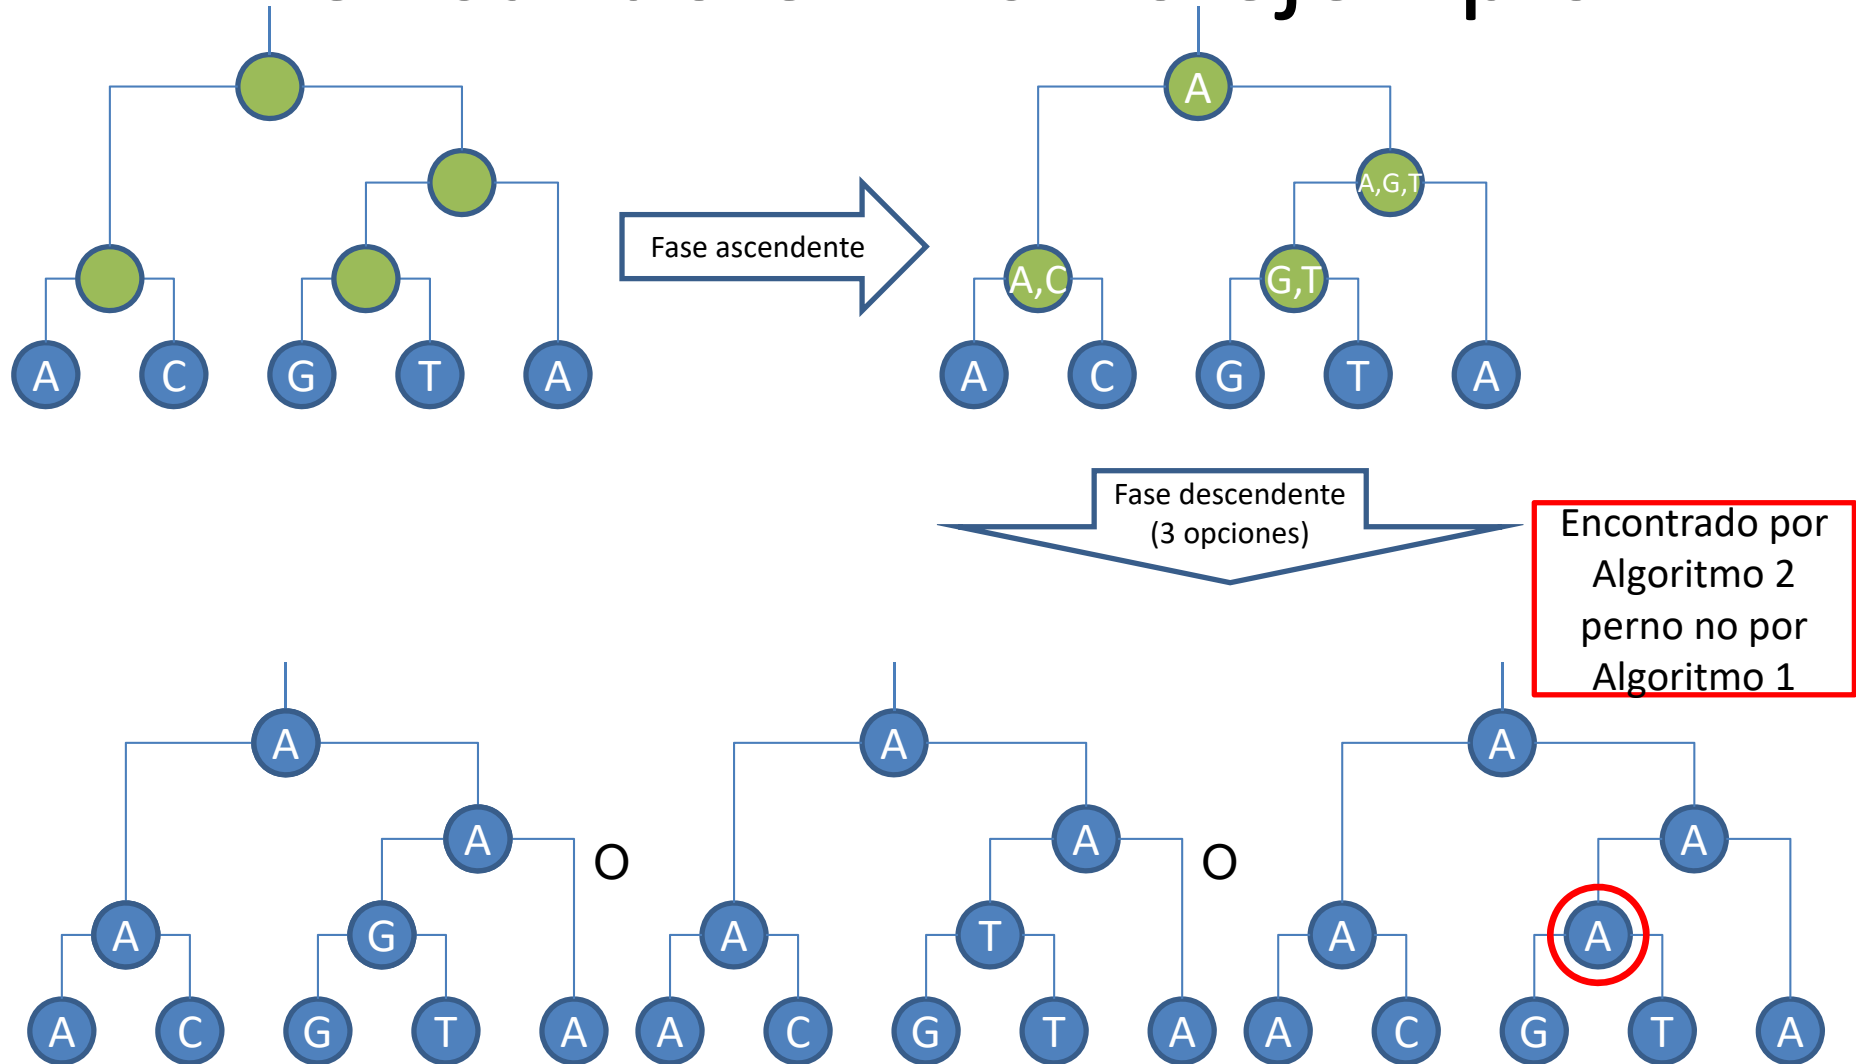 A
A,G,T
A,C G,T
A C G T A
A C G T A
Fase ascendente
Fase descendente
(3 opciones)
Encontrado por
Algoritmo 2
perno no por
Algoritmo 1
A A A
A O A O A
A G A T A A
A C G T A A C G T A A C G T A